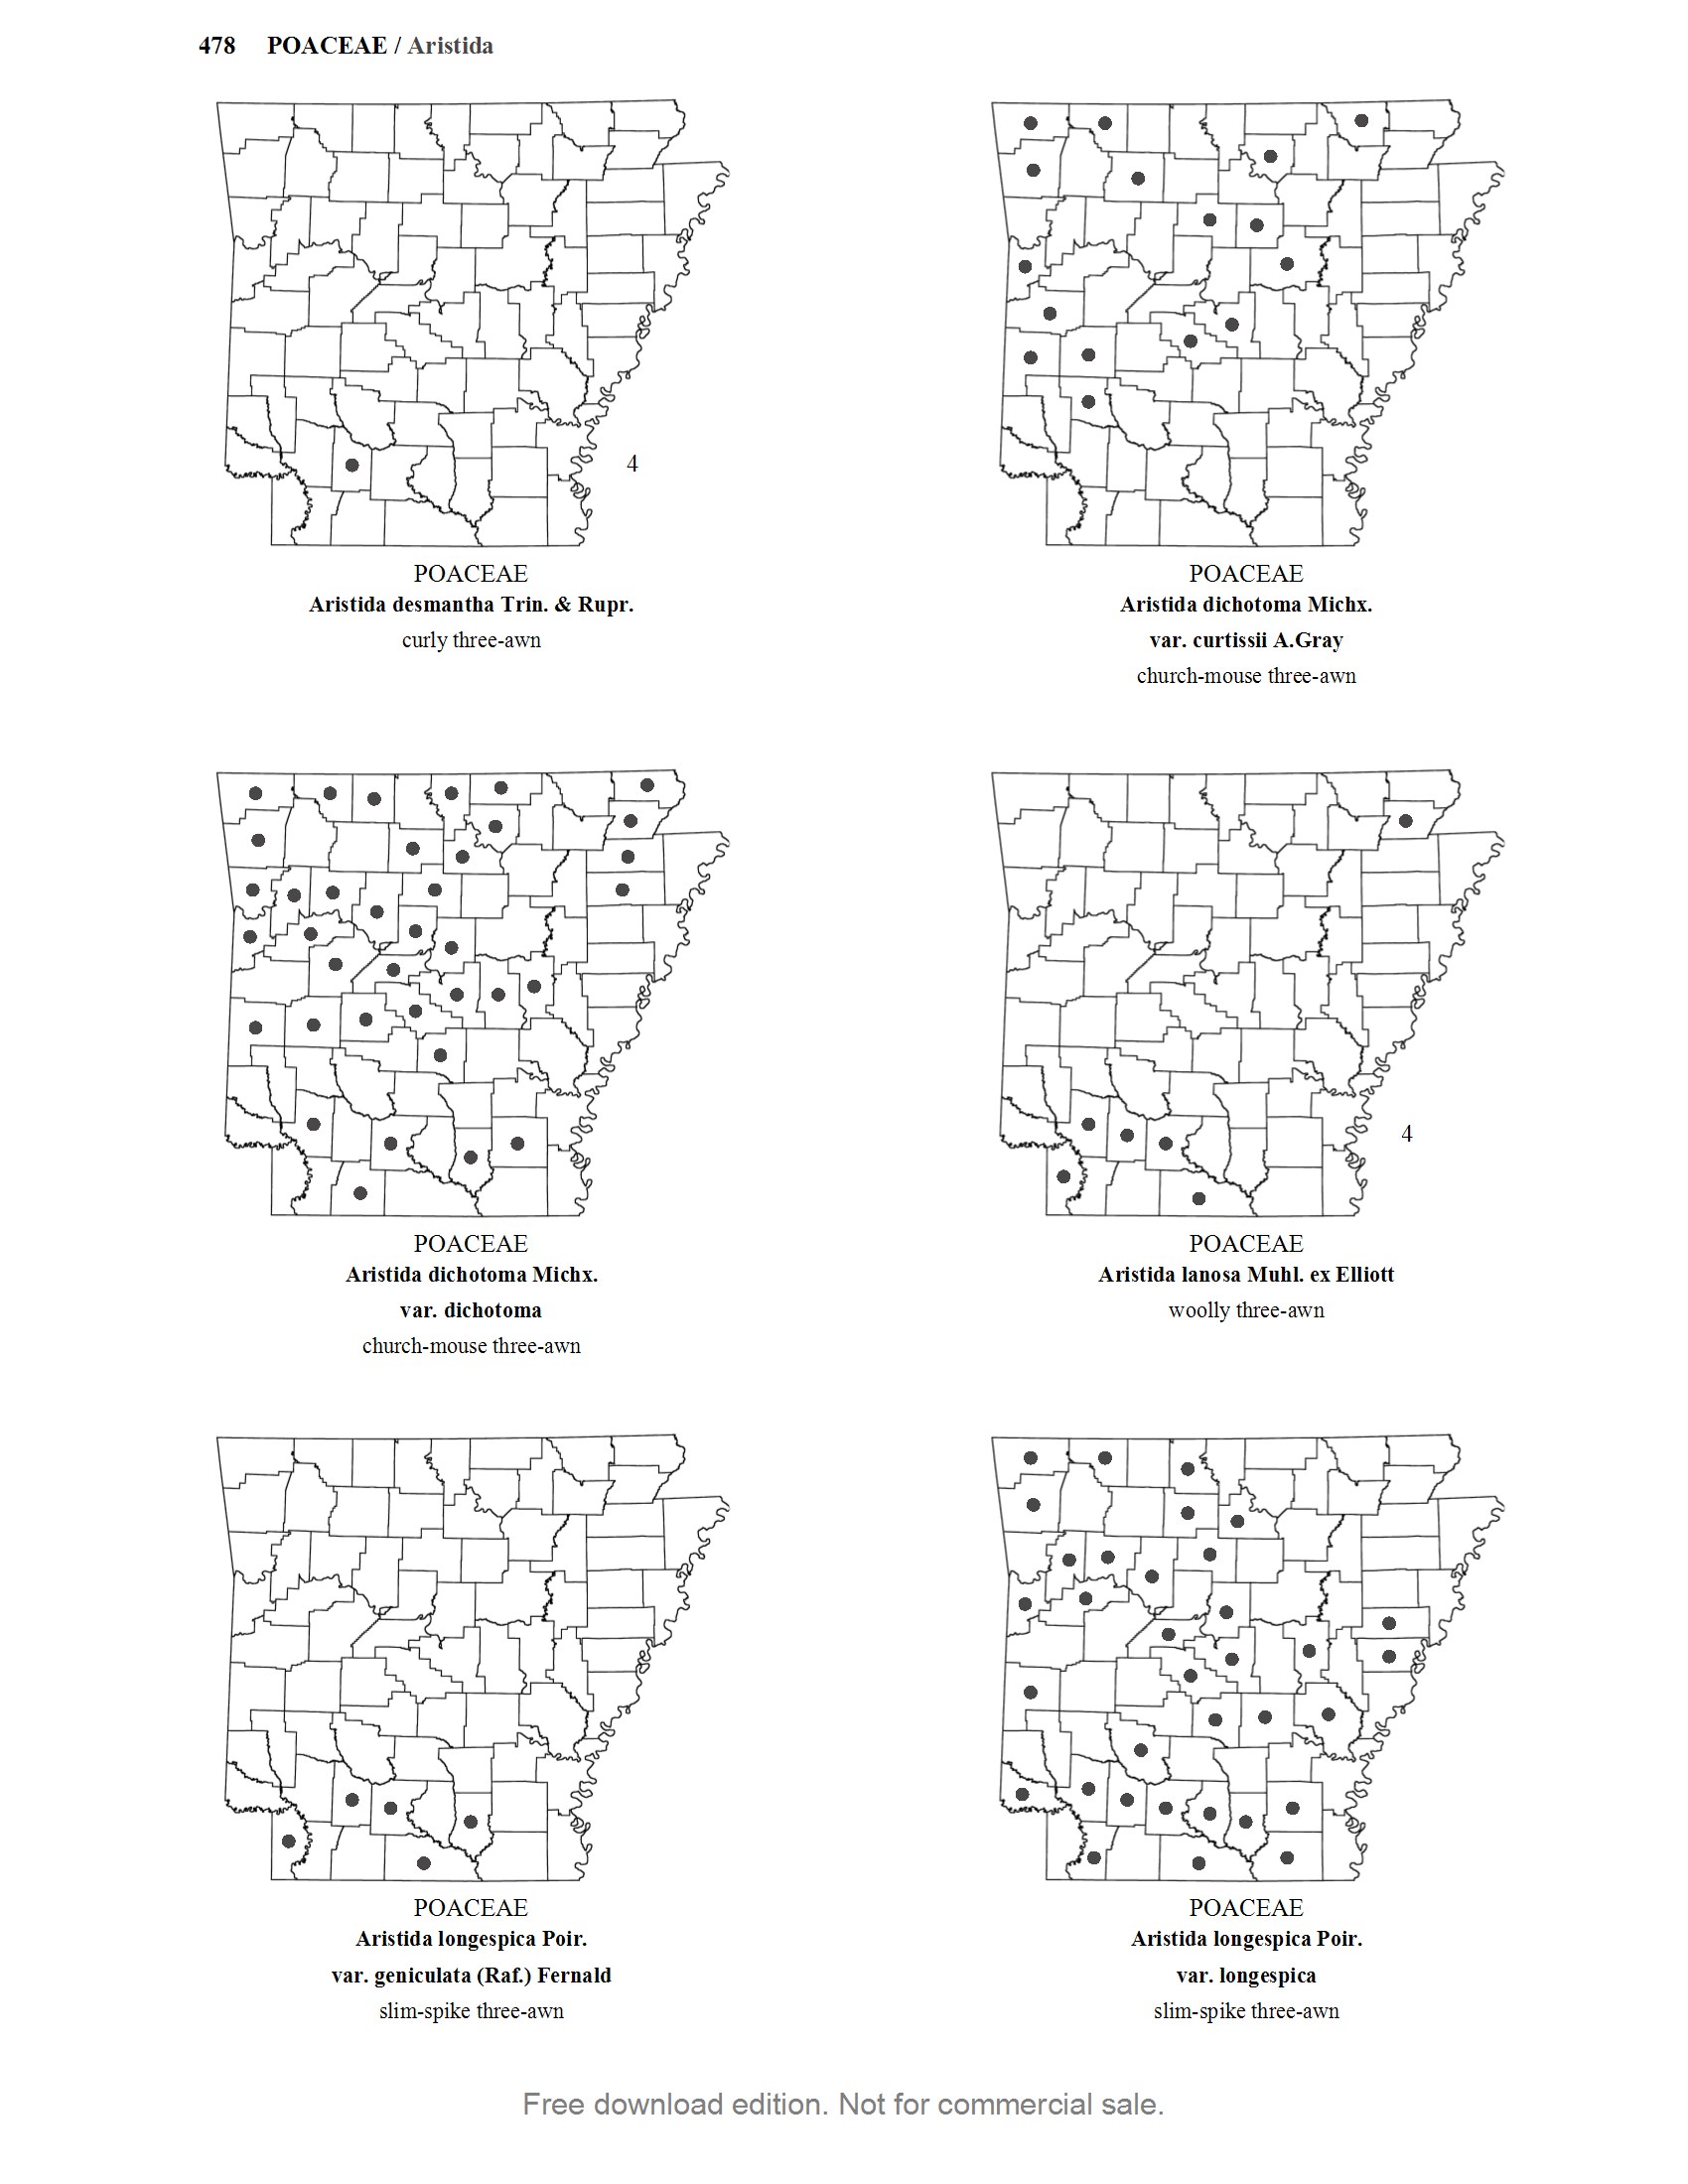 478 POACEAE / Aristida
4
POACEAE
Aristida desmantha Trin. & Rupr.
curly three-awn
POACEAE
Aristida dichotoma Michx.
var. curtissii A.Gray
church-mouse three-awn
POACEAE
Aristida dichotoma Michx.
var. dichotoma
church-mouse three-awn
4
POACEAE
Aristida lanosa Muhl. ex Elliott
woolly three-awn
POACEAE
Aristida longespica Poir.
var. geniculata (Raf.) Fernald
slim-spike three-awn
POACEAE
Aristida longespica Poir.
var. longespica
slim-spike three-awn
Free download edition. Not for commercial sale.